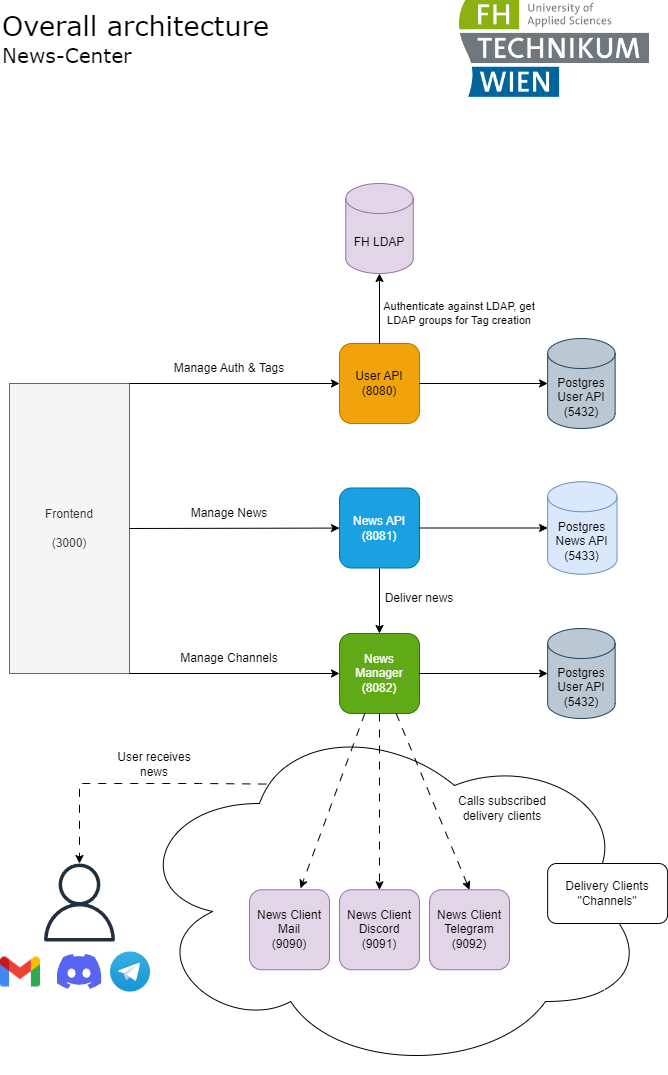 Overall architecture
News-Center
FH
University of
Applied Sciences
TECHNIKUM
WIEN
FH LDAP
Authenticate against LDAP, get
LDAP groups for Tag creation
Manage Auth & Tags
User API
(8080)
Postgres
User API
(5432)
Frontend
(3000)
Manage News
News API
(8081)
Postgres
News API
(5433)
Deliver news
Manage Channels
News
Manager
(8082)
Postgres
User API
(5432)
User receives
news
Calls subscribed
delivery clients
Delivery Clients
"Channels"
News Client
Mail
(9090)
News Client
Discord
(9091)
News Client
Telegram
(9092)